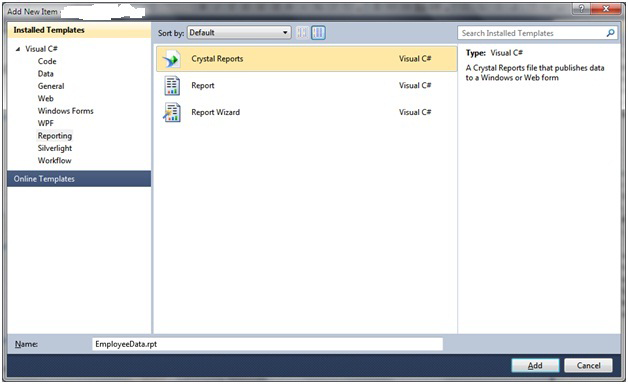 Add New Item
Installed Templates
Visual C#
Code
Data
General
Web
Windows Forms
WPF
Reporting
Silverlight
Workflow
Online Templates
Sort by: Default
Crystal Reports Visual C#
Report Visual C#
Report Wizard Visual C#
Search Installed Templates
Type: Visual C#
A Crystal Reports file that publishes data
to a Windows or Web form
Name: EmployeeData.rpt
Add Cancel